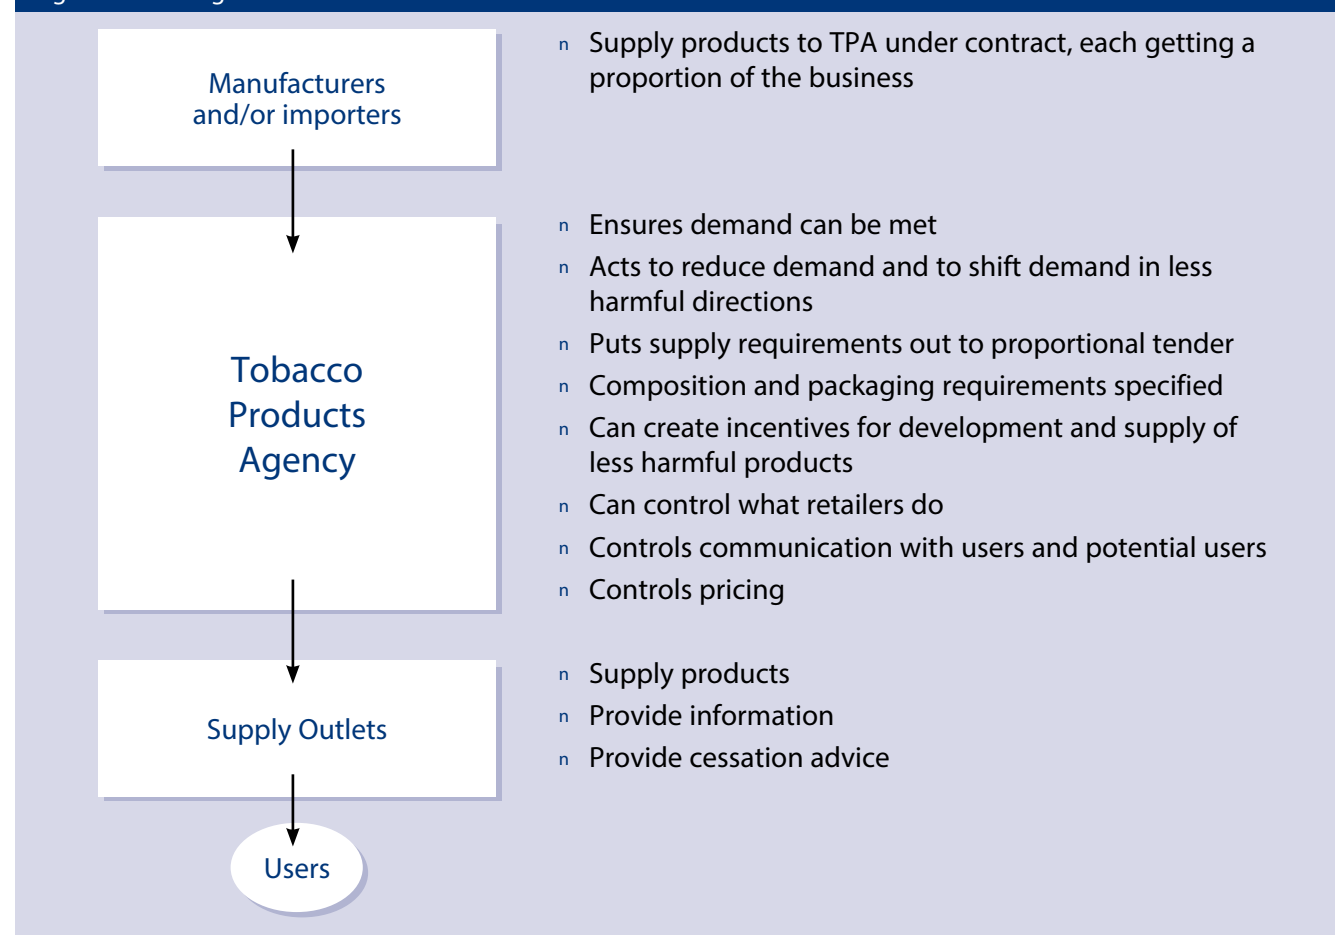 Manufacturers
and/or importers
n Supply products to TPA under contract, each getting a
proportion of the business
Tobacco
Products
Agency
n Ensures demand can be met
n Acts to reduce demand and to shift demand in less
harmful directions
n Puts supply requirements out to proportional tender
n Composition and packaging requirements specified
n Can create incentives for development and supply of
less harmful products
n Can control what retailers do
n Controls communication with users and potential users
n Controls pricing
Supply Outlets
n Supply products
n Provide information
n Provide cessation advice
Users